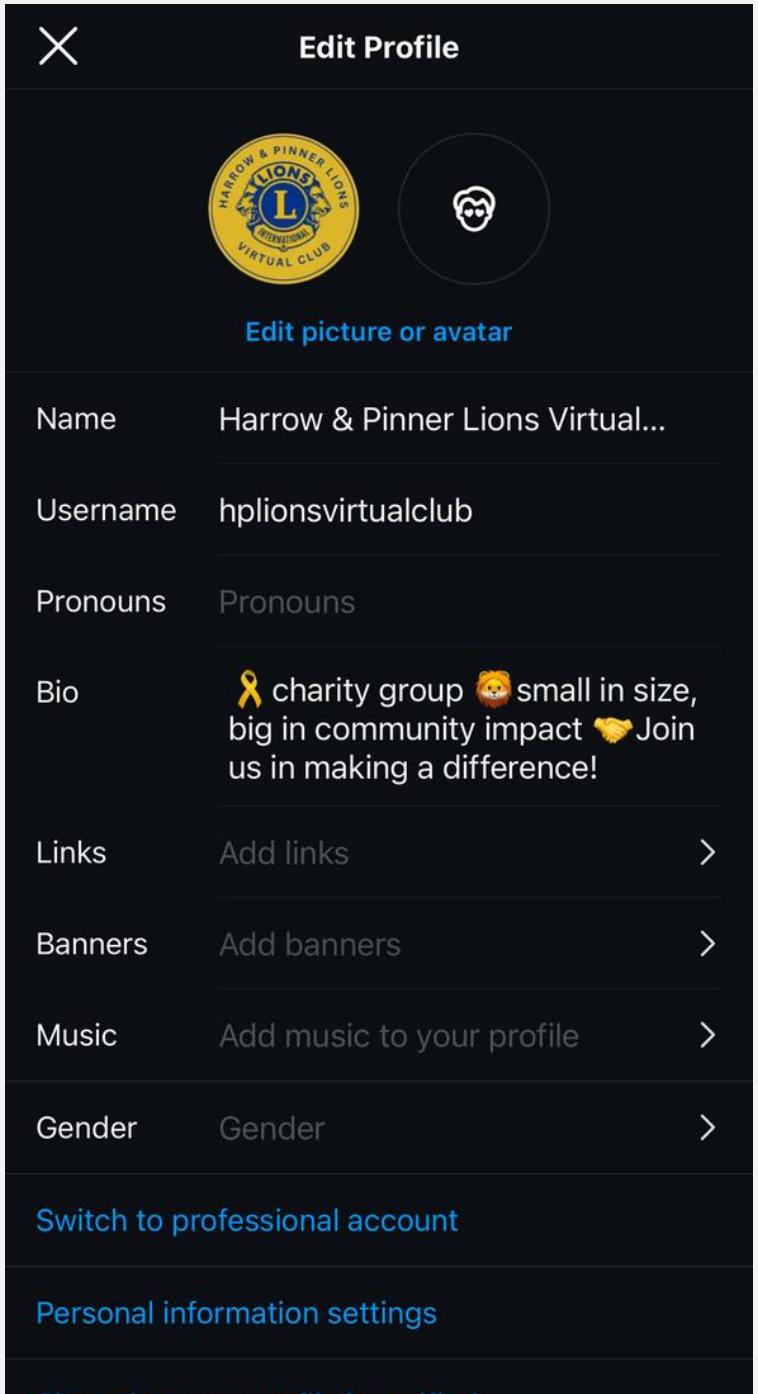 Edit Profile
HARROW & PINNER LIONS
LIONS
L
INTERNATIONAL
VIRTUAL CLUB
Edit picture or avatar
Name Harrow & Pinner Lions Virtual...
Username hplionsvirtualclub
Pronouns Pronouns
Bio 🎗️ charity group 🦁small in size,
big in community impact 🤝Join
us in making a difference!
Links Add links
Banners Add banners
Music Add music to your profile
Gender Gender
Switch to professional account
Personal information settings